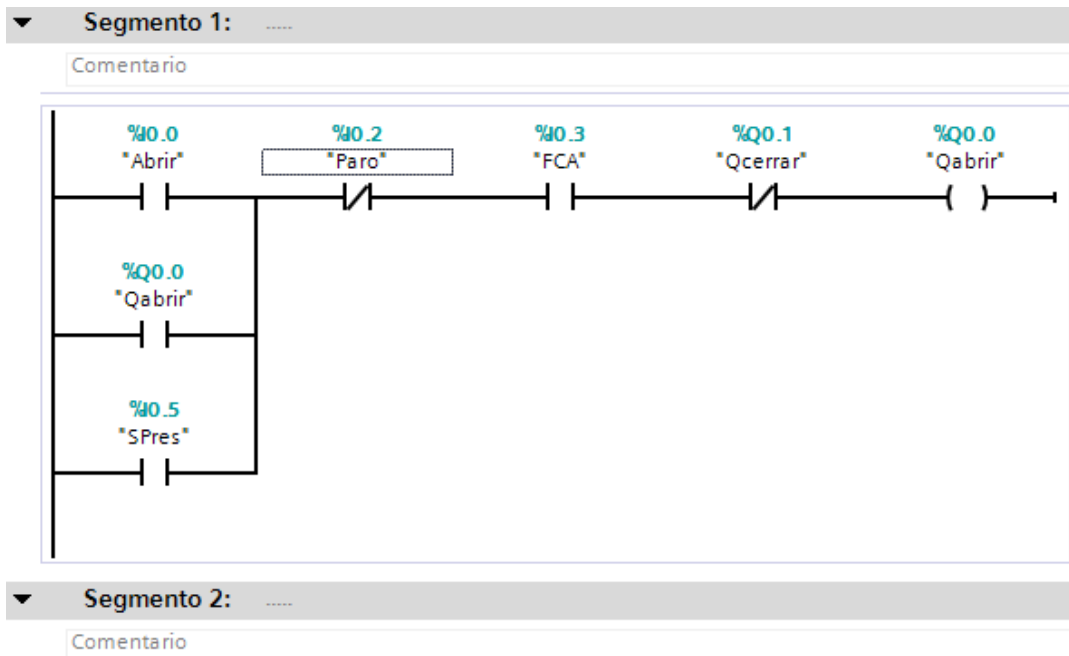 Segmento 1: .....
Comentario
%I0.0 %I0.2 %I0.3 %Q0.1 %Q0.0
"Abrir" "Paro" "FCA" "Qcerrar" "Qabrir"
%Q0.0
"Qabrir"
%I0.5
"SPres"
Segmento 2: .....
Comentario